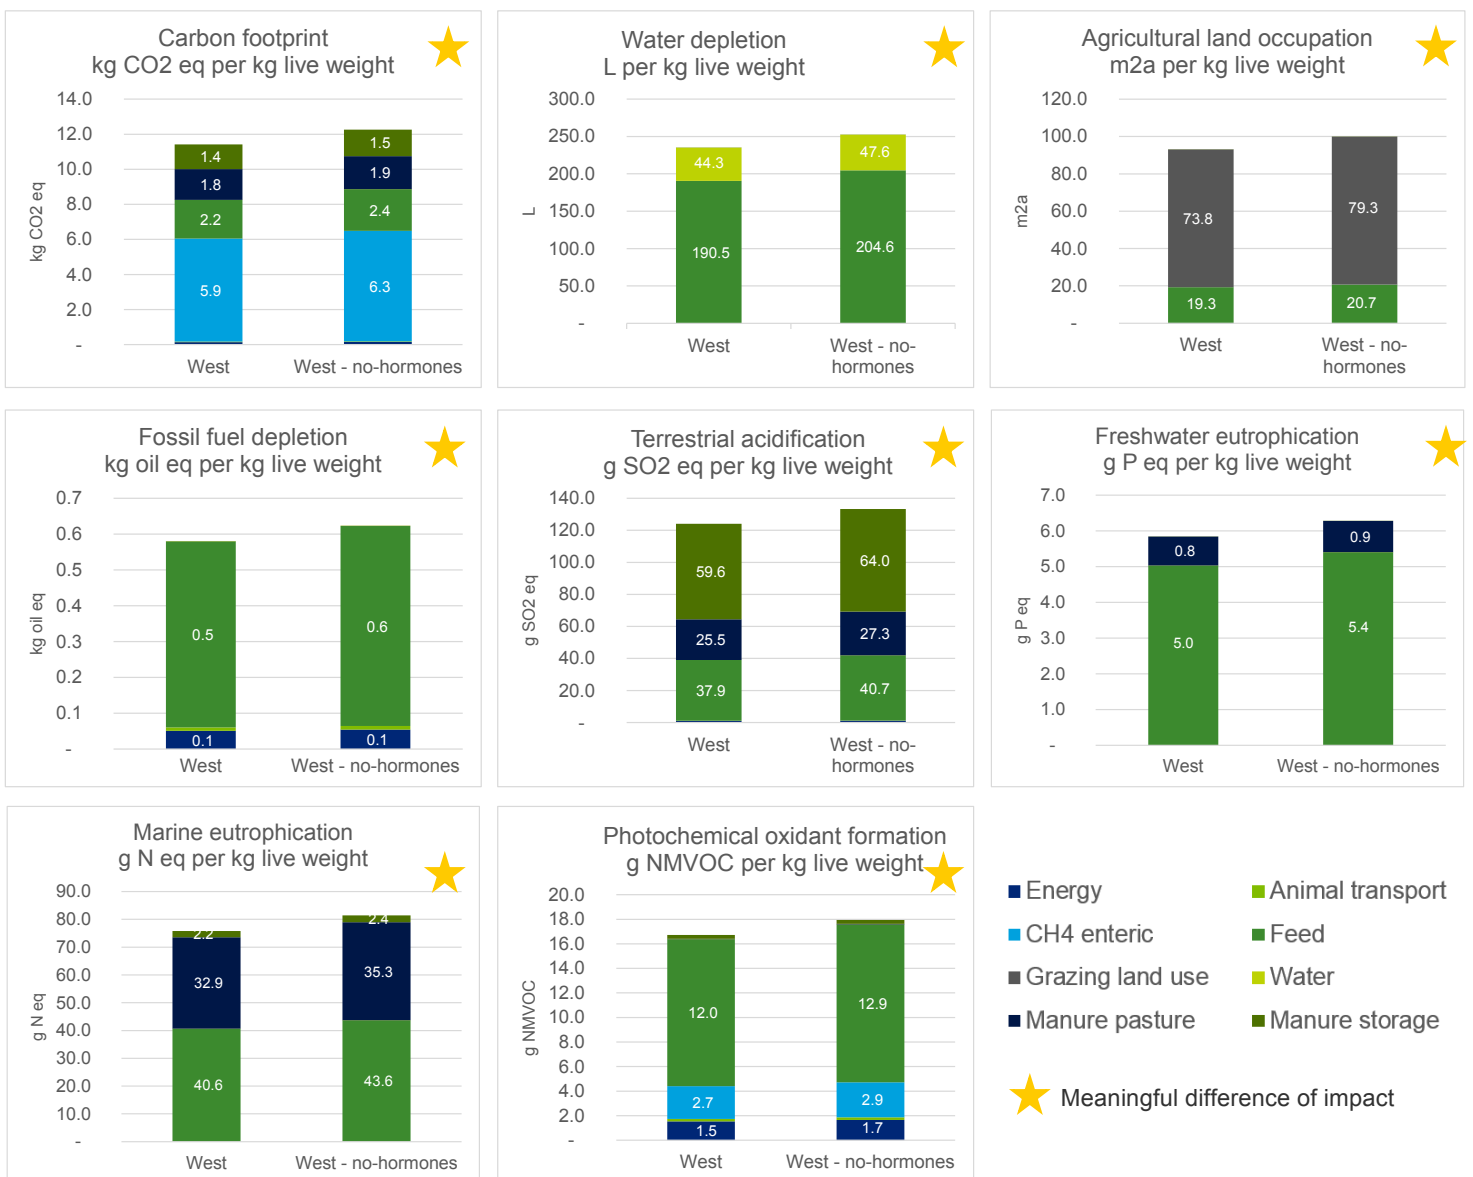 Carbon footprint
kg CO2 eq per kg live weight
kg CO2 eq
14.0
12.0
10.0
8.0
6.0
4.0
2.0
-
1.4
1.8
2.2
5.9
1.5
1.9
2.4
6.3
West
West - no-hormones
Water depletion
L per kg live weight
L
300.0
250.0
200.0
150.0
100.0
50.0
-
44.3
190.5
47.6
204.6
West
West - no-
hormones
Agricultural land occupation
m2a per kg live weight
m2a
120.0
100.0
80.0
60.0
40.0
20.0
-
73.8
19.3
79.3
20.7
West
West - no-
hormones
Fossil fuel depletion
kg oil eq per kg live weight
kg oil eq
0.7
0.6
0.5
0.4
0.3
0.2
0.1
-
0.5
0.1
0.6
0.1
West
West - no-hormones
Terrestrial acidification
g SO2 eq per kg live weight
g SO2 eq
140.0
120.0
100.0
80.0
60.0
40.0
20.0
-
59.6
25.5
37.9
64.0
27.3
40.7
West
West - no-
hormones
Freshwater eutrophication
g P eq per kg live weight
g P eq
7.0
6.0
5.0
4.0
3.0
2.0
1.0
-
0.8
5.0
0.9
5.4
West
West - no-hormones
Marine eutrophication
g N eq per kg live weight
g N eq
90.0
80.0
70.0
60.0
50.0
40.0
30.0
20.0
10.0
-
2.2
32.9
40.6
2.4
35.3
43.6
West
West - no-hormones
Photochemical oxidant formation
g NMVOC per kg live weight
g NMVOC
20.0
18.0
16.0
14.0
12.0
10.0
8.0
6.0
4.0
2.0
-
12.0
2.7
1.5
12.9
2.9
1.7
West
West - no-hormones
Energy
Animal transport
CH4 enteric
Feed
Grazing land use
Water
Manure pasture
Manure storage
Meaningful difference of impact